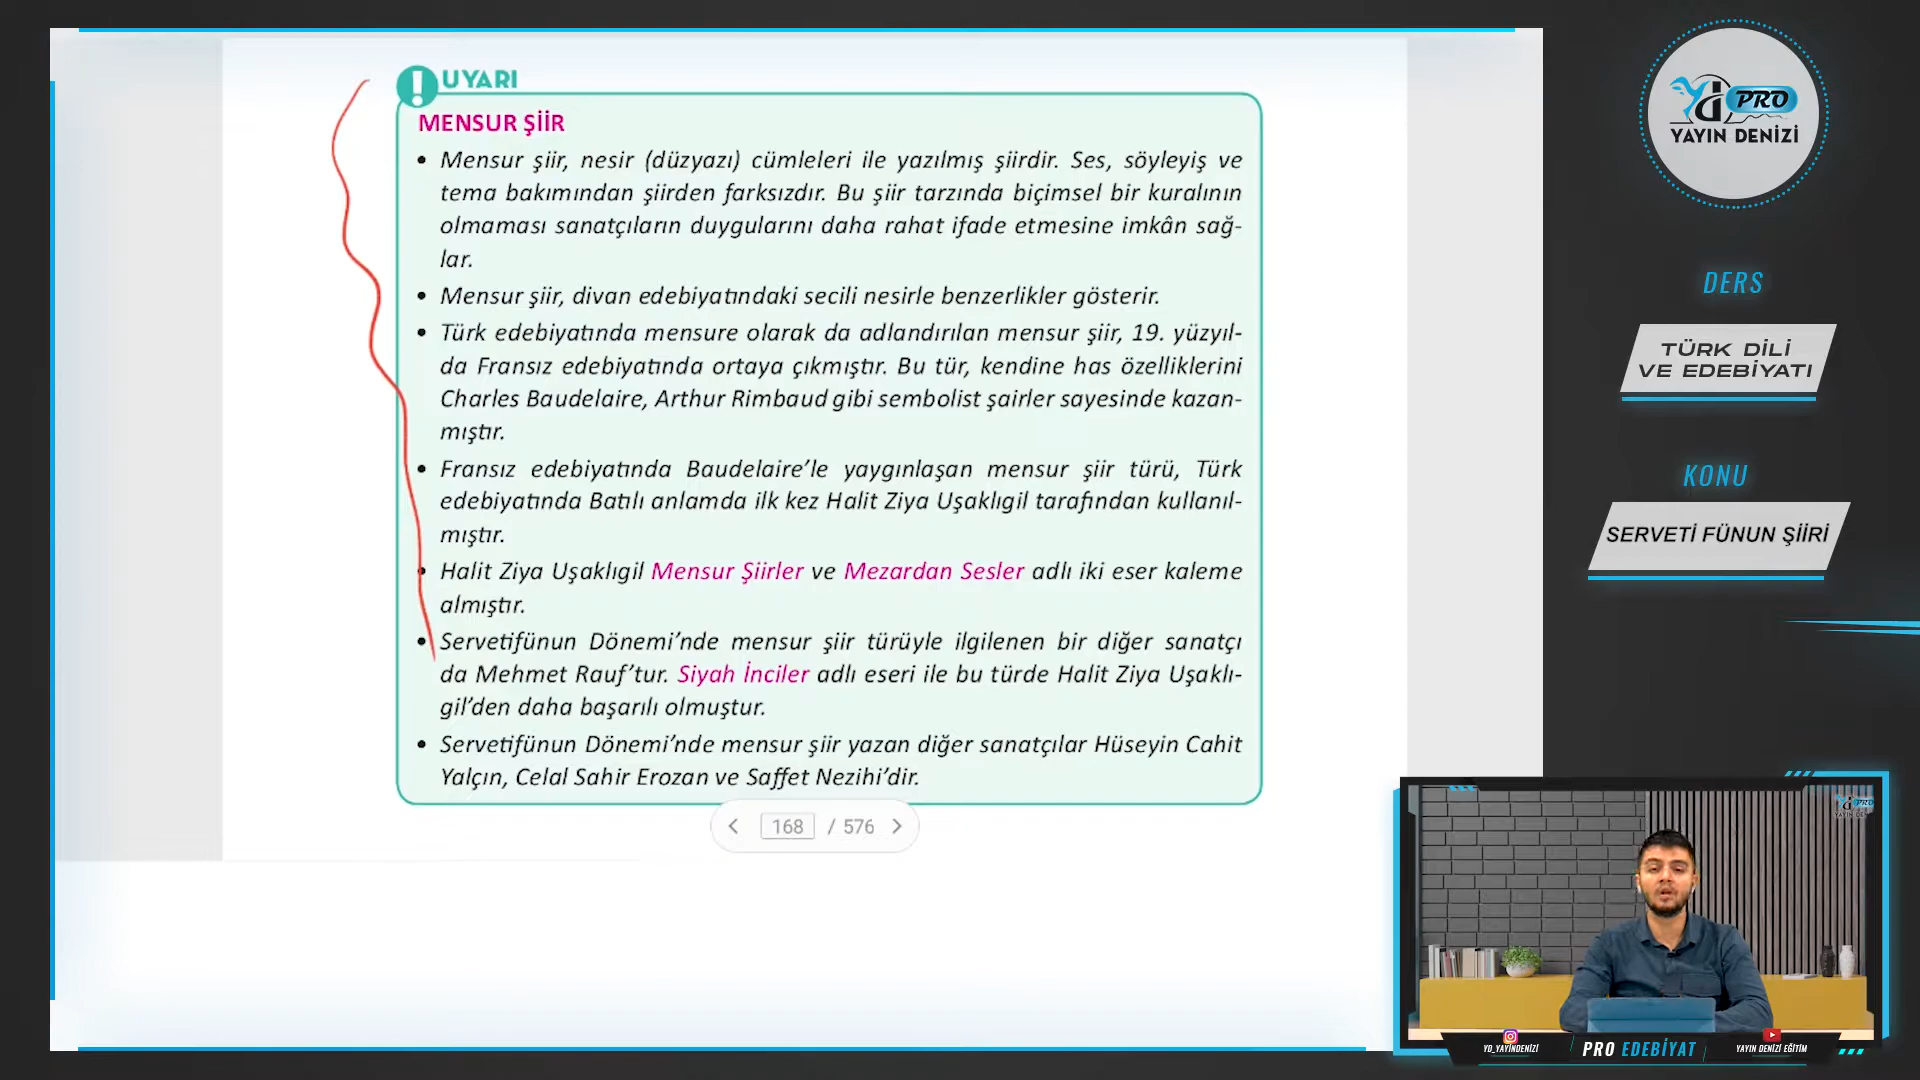 UYARI
MENSUR ŞİİR
• Mensur şiir, nesir (düzyazı) cümleleri ile yazılmış şiirdir. Ses, söyleyiş ve
tema bakımından şiirden farksızdır. Bu şiir tarzında biçimsel bir kuralının
olmaması sanatçıların duygularını daha rahat ifade etmesine imkân sağ-
lar.
• Mensur şiir, divan edebiyatındaki secili nesirle benzerlikler gösterir.
• Türk edebiyatında mensure olarak da adlandırılan mensur şiir, 19. yüzyıl-
da Fransız edebiyatında ortaya çıkmıştır. Bu tür, kendine has özelliklerini
Charles Baudelaire, Arthur Rimbaud gibi sembolist şairler sayesinde kazan-
mıştır.
• Fransız edebiyatında Baudelaire’le yaygınlaşan mensur şiir türü, Türk
edebiyatında Batılı anlamda ilk kez Halit Ziya Uşaklıgil tarafından kullanıl-
mıştır.
• Halit Ziya Uşaklıgil Mensur Şiirler ve Mezardan Sesler adlı iki eser kaleme
almıştır.
• Servetifünun Dönemi’nde mensur şiir türüyle ilgilenen bir diğer sanatçı
da Mehmet Rauf’tur. Siyah İnciler adlı eseri ile bu türde Halit Ziya Uşaklı-
gil’den daha başarılı olmuştur.
• Servetifünun Dönemi’nde mensur şiir yazan diğer sanatçılar Hüseyin Cahit
Yalçın, Celal Sahir Erozan ve Saffet Nezihi’dir.
168 / 576
yd PRO
YAYIN DENİZİ
DERS
TÜRK DİLİ
VE EDEBİYATI
KONU
SERVETİ FÜNUN ŞİİRİ
PRO
YD_YAYINDENİZİ
PRO EDEBİYAT
YAYIN DENİZİ EĞİTİM